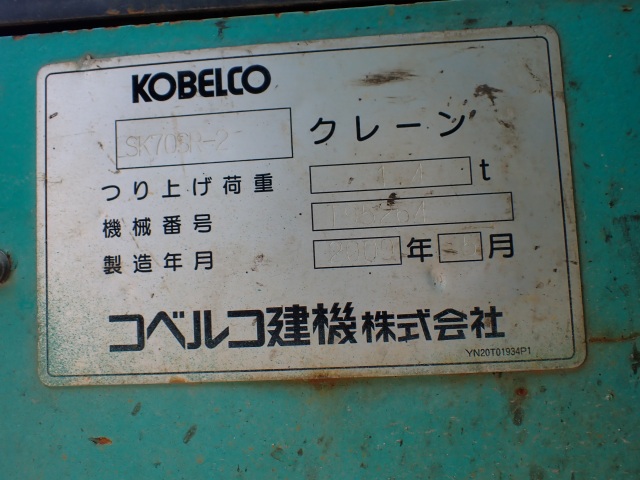 KOBELCO
SK70SR-2 クレーン
つり上げ荷重 t
機械番号
製造年月 年 月
コベルコ建機株式会社
YN20T01934P1